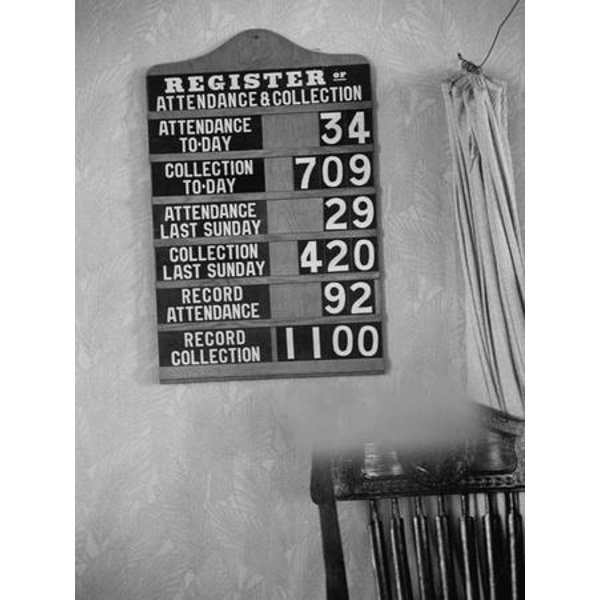 REGISTER OF
ATTENDANCE & COLLECTION
ATTENDANCE
TO·DAY
34
COLLECTION
TO·DAY
709
ATTENDANCE
LAST SUNDAY
29
COLLECTION
LAST SUNDAY
420
RECORD
ATTENDANCE
92
RECORD
COLLECTION
1100